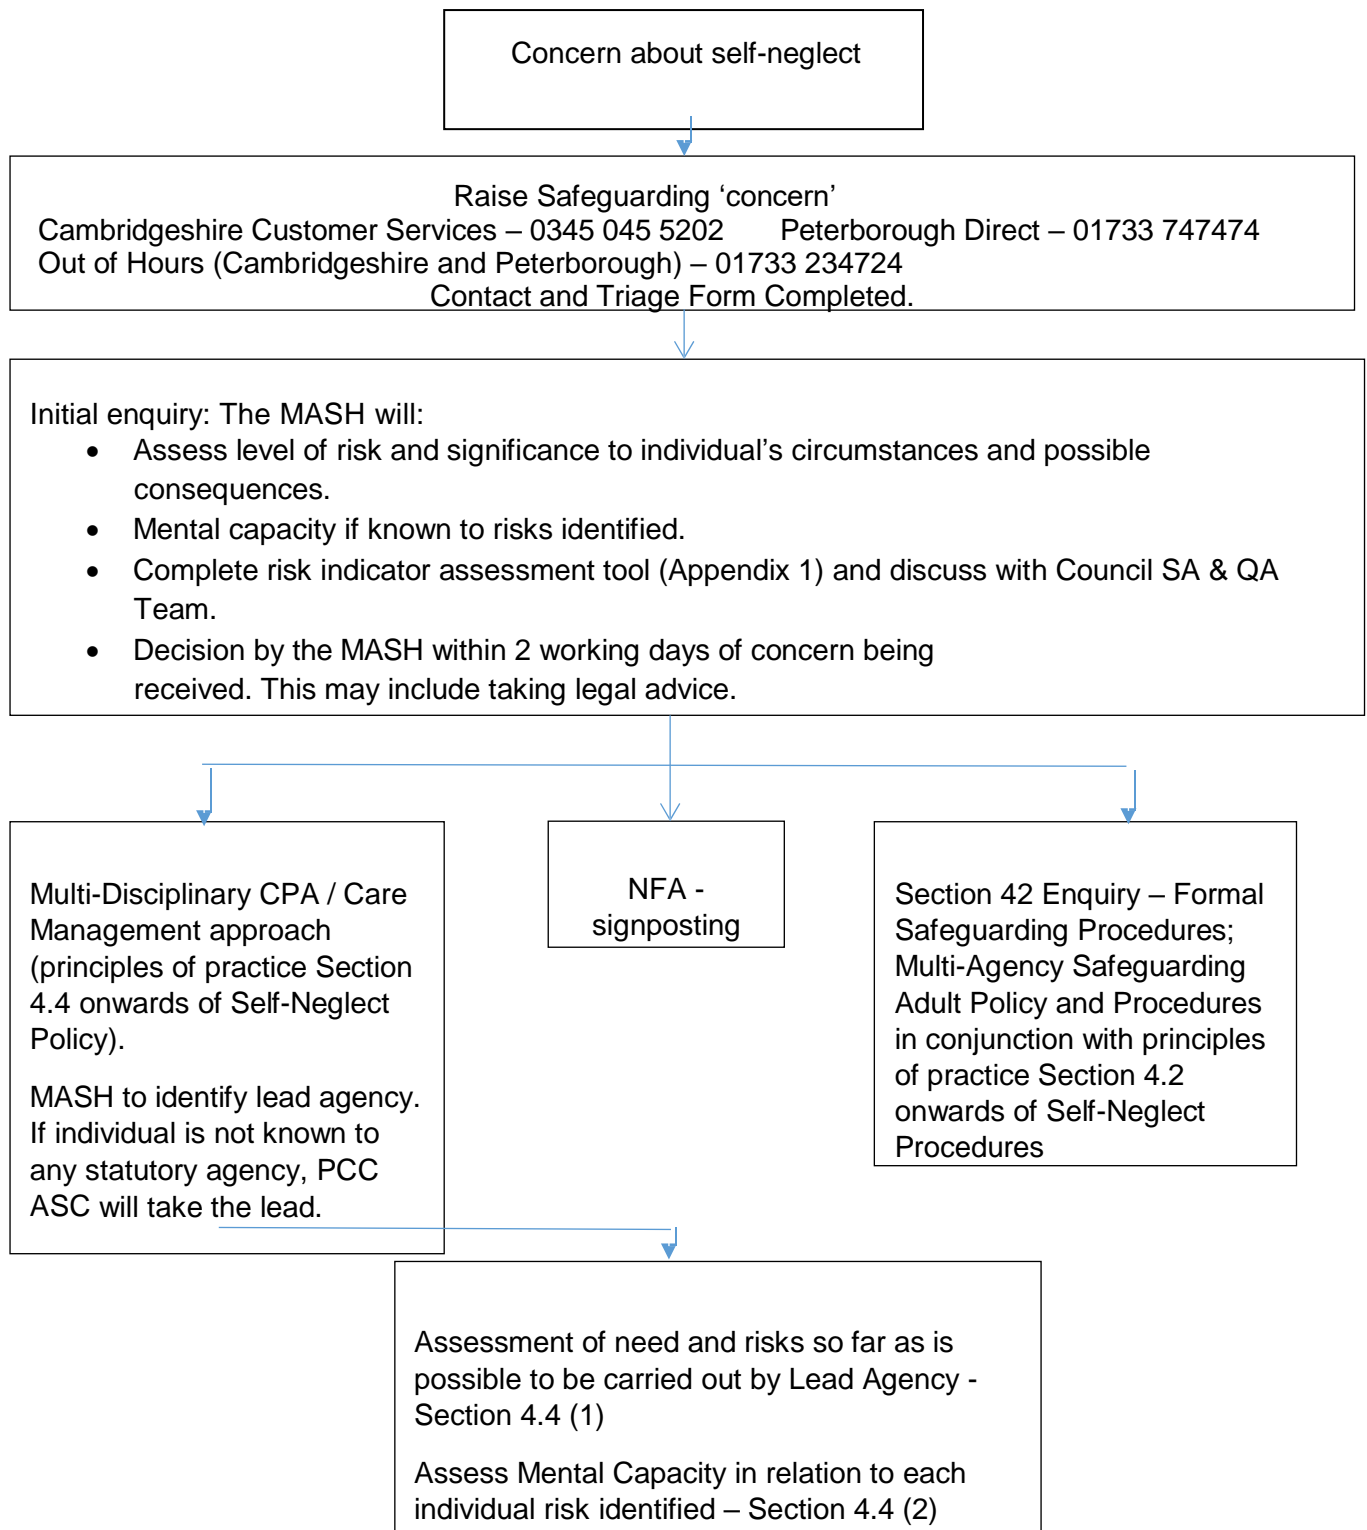 Concern about self-neglect
Raise Safeguarding ‘concern’
Cambridgeshire Customer Services – 0345 045 5202 Peterborough Direct – 01733 747474
Out of Hours (Cambridgeshire and Peterborough) – 01733 234724
Contact and Triage Form Completed.
Initial enquiry: The MASH will:
• Assess level of risk and significance to individual’s circumstances and possible
consequences.
• Mental capacity if known to risks identified.
• Complete risk indicator assessment tool (Appendix 1) and discuss with Council SA & QA
Team.
• Decision by the MASH within 2 working days of concern being
received. This may include taking legal advice.
Multi-Disciplinary CPA / Care
Management approach
(principles of practice Section
4.4 onwards of Self-Neglect
Policy).
MASH to identify lead agency.
If individual is not known to
any statutory agency, PCC
ASC will take the lead.
NFA -
signposting
Section 42 Enquiry – Formal
Safeguarding Procedures;
Multi-Agency Safeguarding
Adult Policy and Procedures
in conjunction with principles
of practice Section 4.2
onwards of Self-Neglect
Procedures
Assessment of need and risks so far as is
possible to be carried out by Lead Agency -
Section 4.4 (1)
Assess Mental Capacity in relation to each
individual risk identified – Section 4.4 (2)